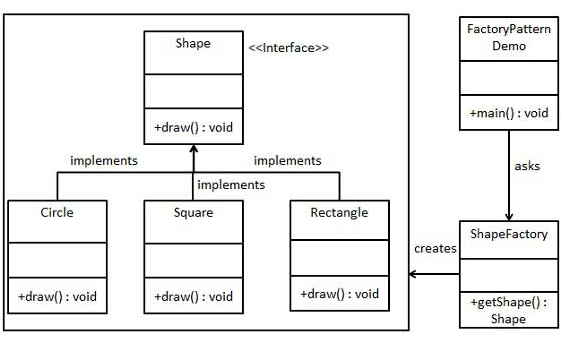 Shape
<<Interface>>
+draw() : void
FactoryPattern
Demo
+main() : void
implements
implements
implements
asks
Circle
+draw() : void
Square
+draw() : void
Rectangle
+draw() : void
creates
ShapeFactory
+getShape() :
Shape